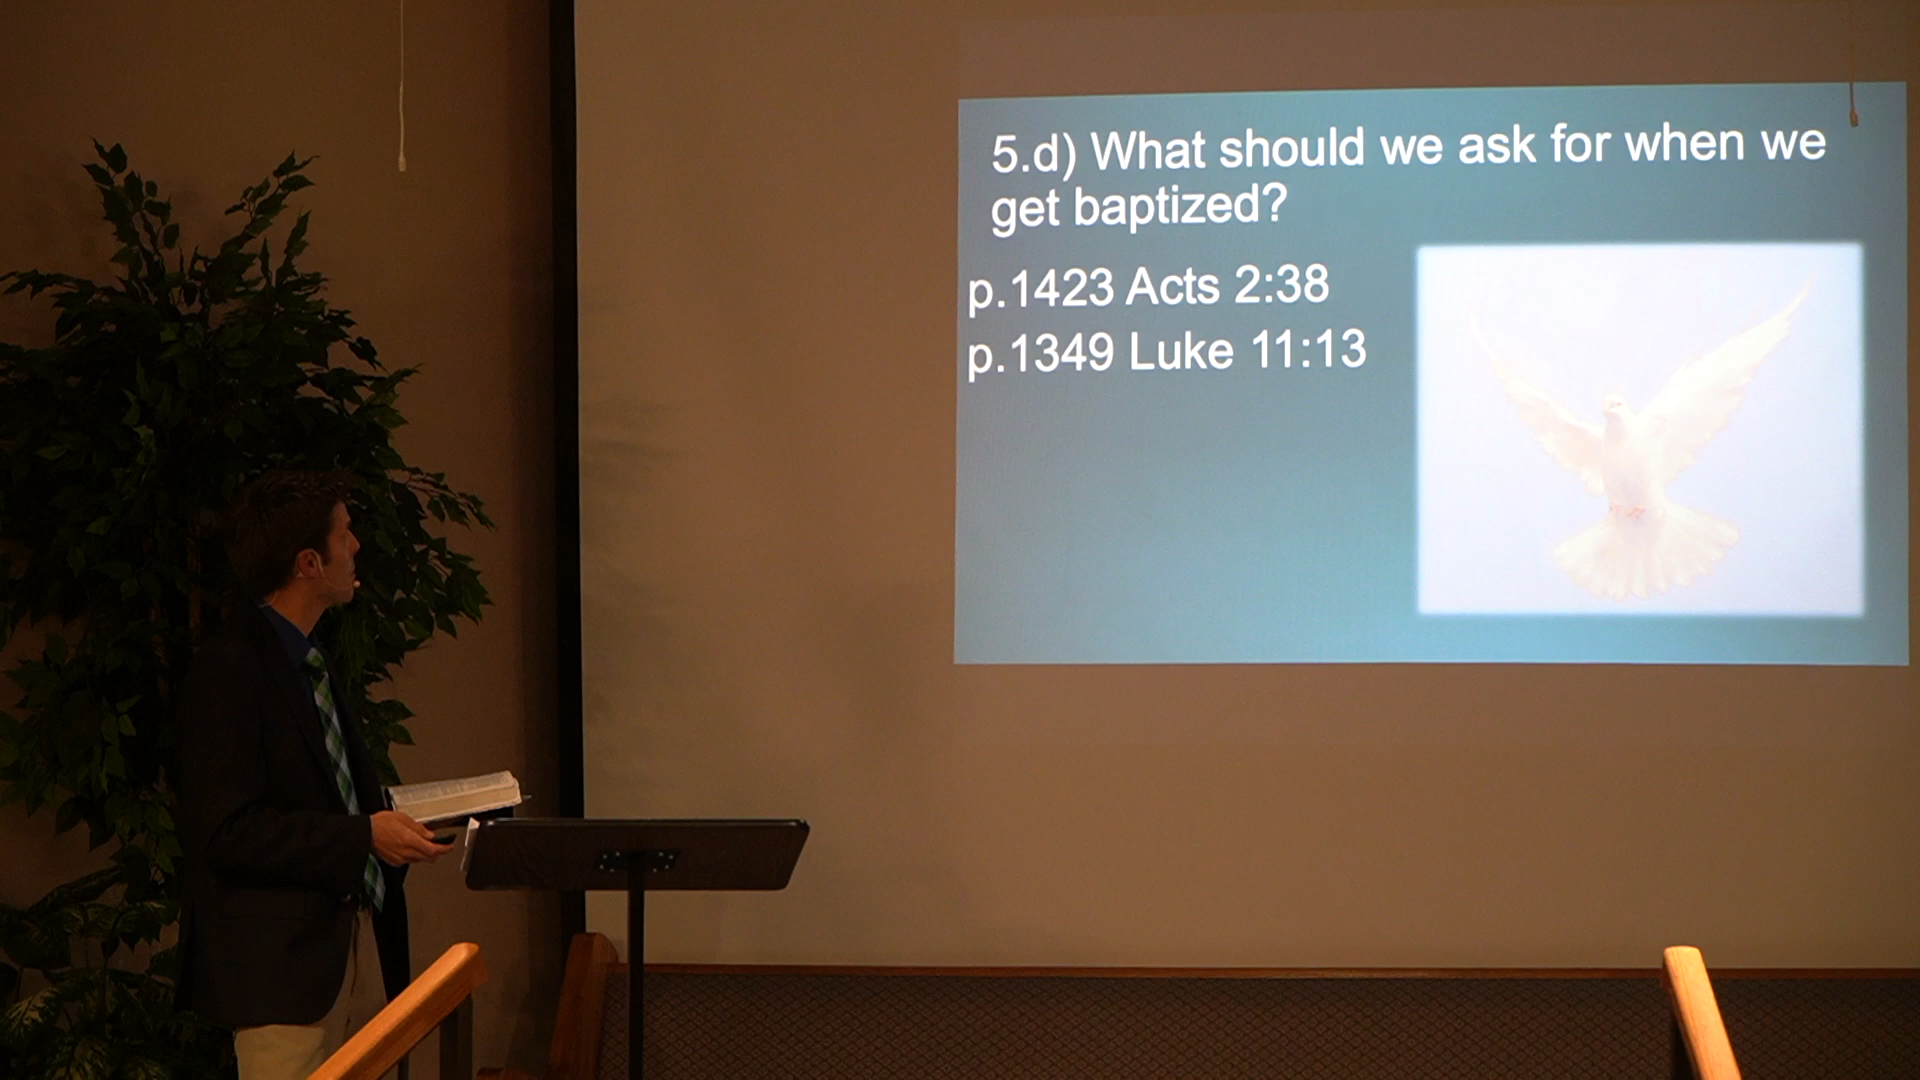 5.d) What should we ask for when we
get baptized?
p.1423 Acts 2:38
p.1349 Luke 11:13